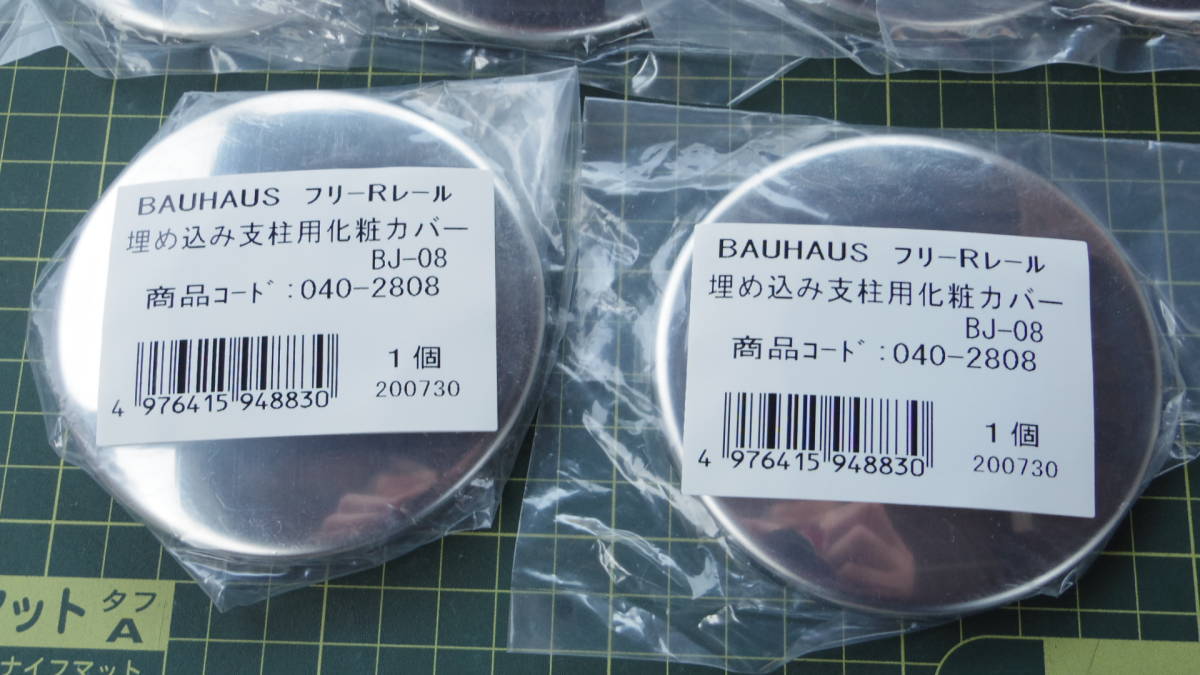 BAUHAUS フリーRレール
埋め込み支柱用化粧カバー
BJ-08
商品ｺｰﾄﾞ:040-2808
1個
4 976415 948830
200730
BAUHAUS フリーRレール
埋め込み支柱用化粧カバー
BJ-08
商品ｺｰﾄﾞ:040-2808
1個
4 976415 948830
200730
マット タフ
A
ナイフマット